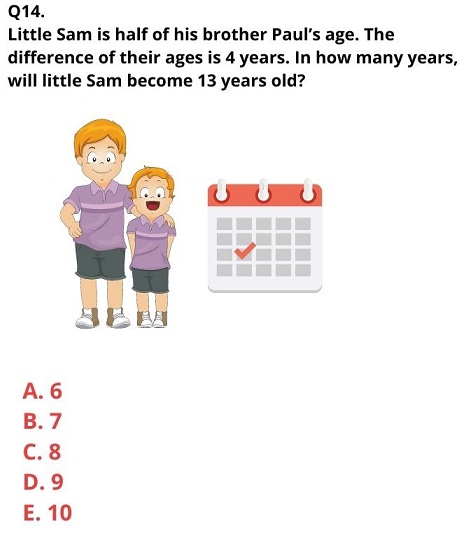 Q14.
Little Sam is half of his brother Paul’s age. The
difference of their ages is 4 years. In how many years,
will little Sam become 13 years old?
A. 6
B. 7
C. 8
D. 9
E. 10